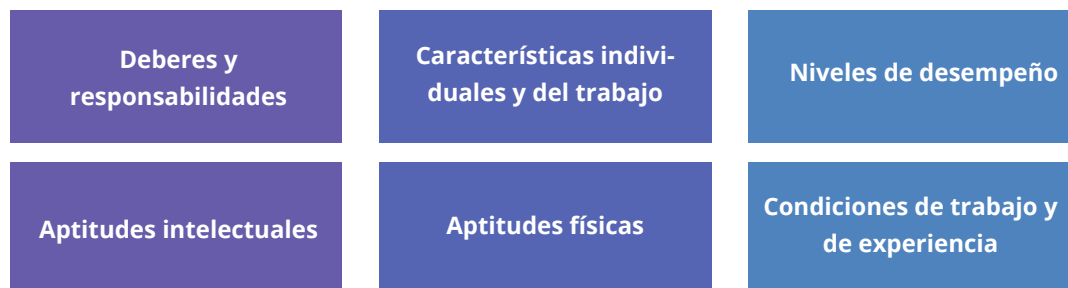 Deberes y
responsabilidades
Características indivi-
duales y del trabajo
Niveles de desempeño
Aptitudes intelectuales
Aptitudes físicas
Condiciones de trabajo y
de experiencia